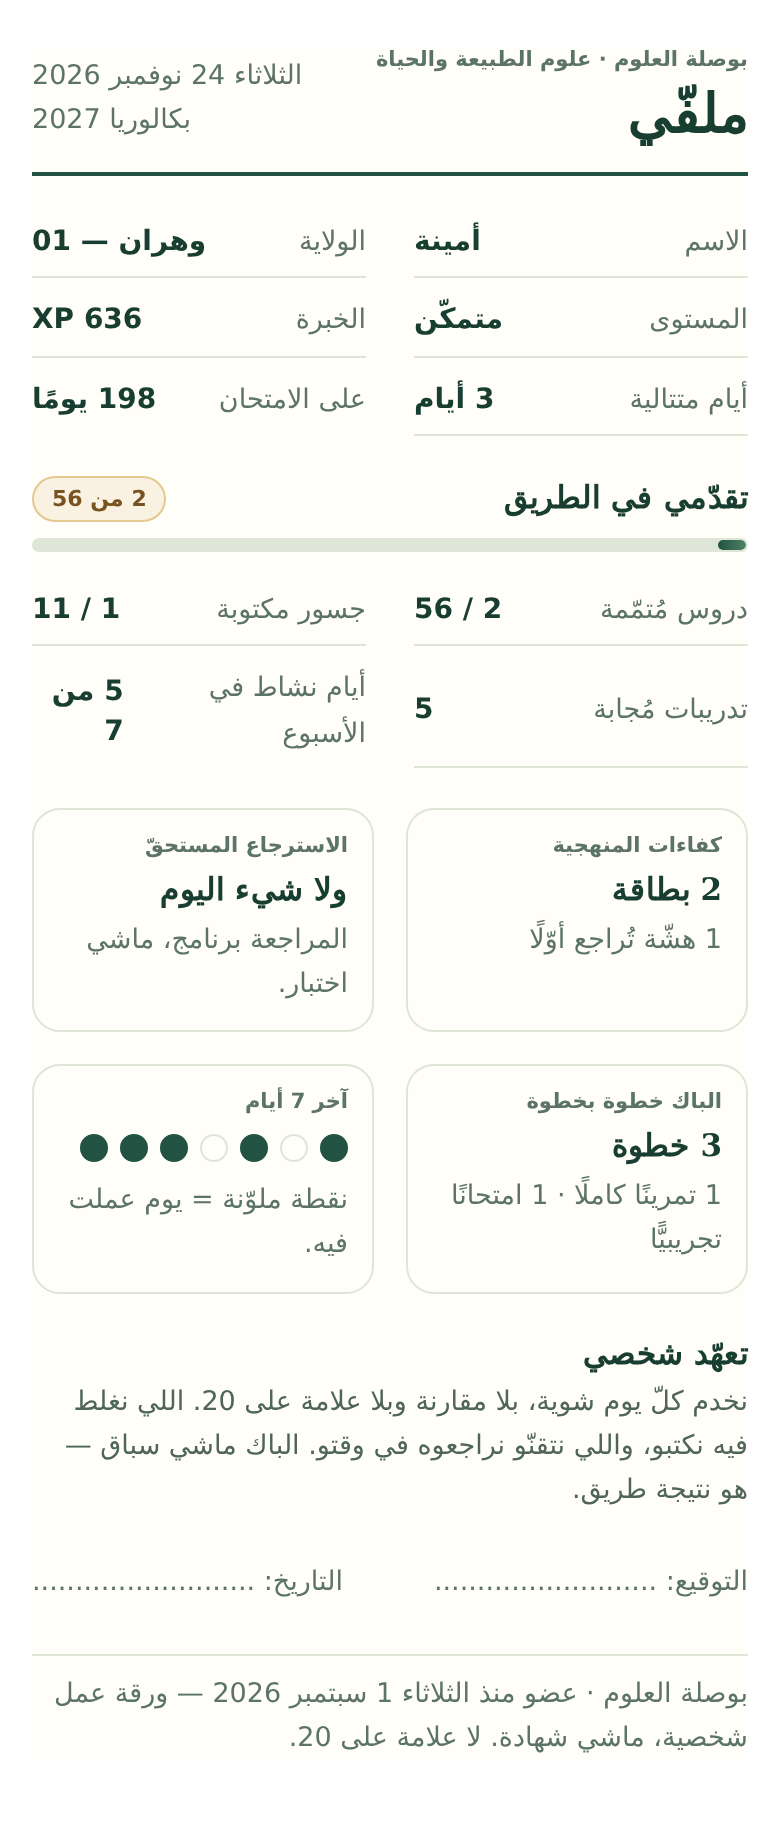 بوصلة العلوم · علوم الطبيعة والحياة
ملفّي
الثلاثاء 24 نوفمبر 2026
بكالوريا 2027
الاسم أمينة
الولاية وهران — 01
المستوى متمكّن
الخبرة 636 XP
أيام متتالية 3 أيام
على الامتحان 198 يومًا
تقدّمي في الطريق
2 من 56
دروس مُتمّمة 2 / 56
جسور مكتوبة 1 / 11
تدريبات مُجابة 5
أيام نشاط في
الأسبوع
5 من
7
كفاءات المنهجية
2 بطاقة
1 هشّة تُراجع أوّلًا
الاسترجاع المستحقّ
ولا شيء اليوم
المراجعة برنامج، ماشي
اختبار.
الباك خطوة بخطوة
3 خطوة
1 تمرينًا كاملًا · 1 امتحانًا
تجريبيًّا
آخر 7 أيام
نقطة ملوّنة = يوم عملت
فيه.
تعهّد شخصي
نخدم كلّ يوم شوية، بلا مقارنة وبلا علامة على 20. اللي نغلط
فيه نكتبو، واللي نتقنّو نراجعوه في وقتو. الباك ماشي سباق —
هو نتيجة طريق.
التوقيع: ..........................
التاريخ: ..........................
بوصلة العلوم · عضو منذ الثلاثاء 1 سبتمبر 2026 — ورقة عمل
شخصية، ماشي شهادة. لا علامة على 20.